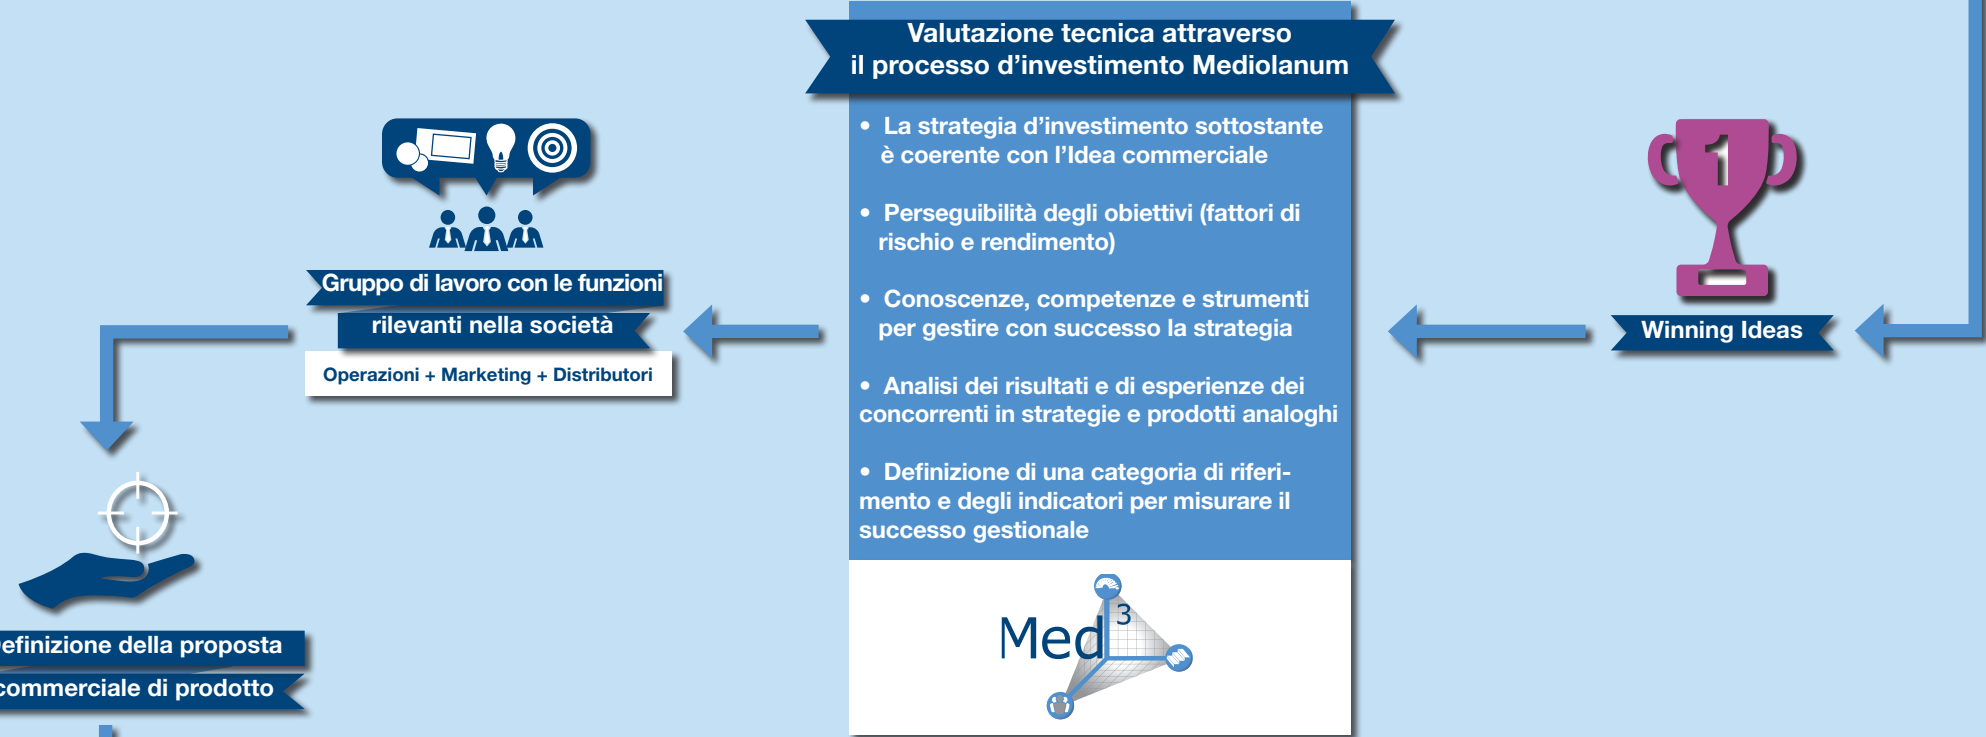 Valutazione tecnica attraverso
il processo d’investimento Mediolanum
• La strategia d’investimento sottostante
è coerente con l’Idea commerciale
• Perseguibilità degli obiettivi (fattori di
rischio e rendimento)
• Conoscenze, competenze e strumenti
per gestire con successo la strategia
• Analisi dei risultati e di esperienze dei
concorrenti in strategie e prodotti analoghi
• Definizione di una categoria di riferi-
mento e degli indicatori per misurare il
successo gestionale
Med³
1
Winning Ideas
Gruppo di lavoro con le funzioni
rilevanti nella società
Operazioni + Marketing + Distributori
efinizione della proposta
commerciale di prodotto